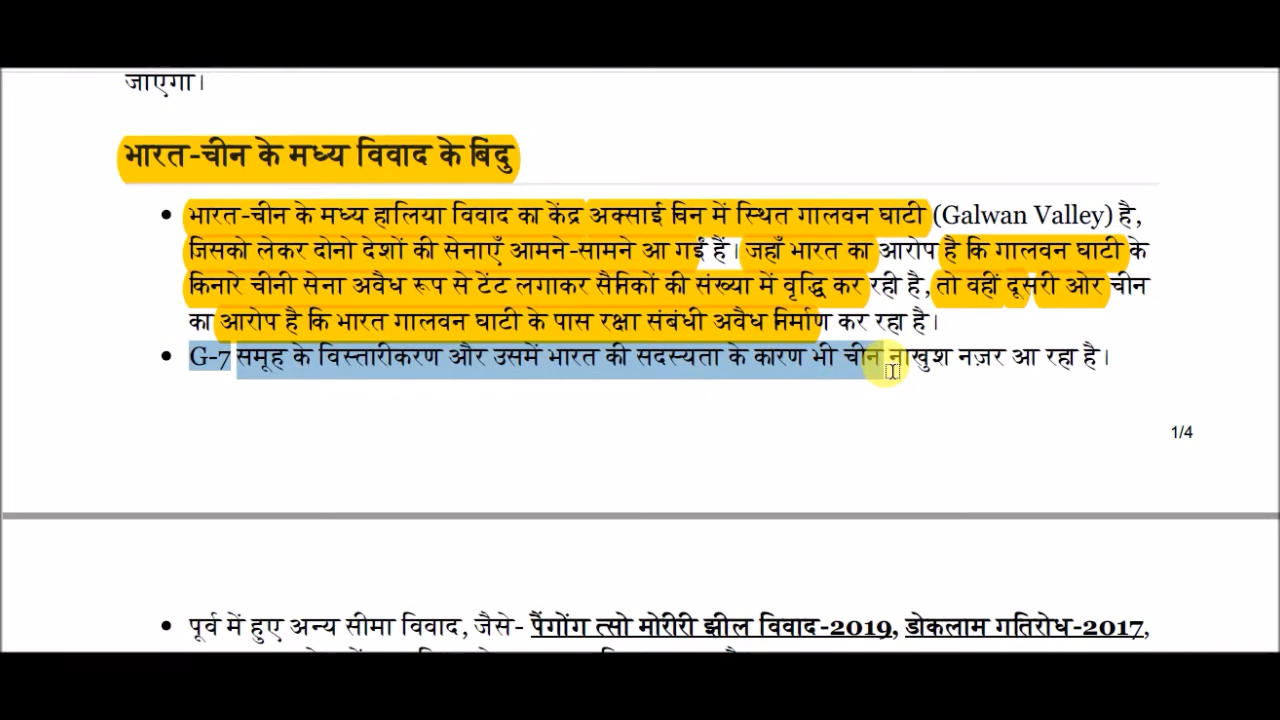 जाएगा।
भारत-चीन के मध्य विवाद के बिंदु
• भारत-चीन के मध्य हालिया विवाद का केंद्र अक्साई चिन में स्थित गालवन घाटी (Galwan Valley) है,
जिसको लेकर दोनो देशों की सेनाएँ आमने-सामने आ गईं हैं। जहाँ भारत का आरोप है कि गालवन घाटी के
किनारे चीनी सेना अवैध रूप से टेंट लगाकर सैनिकों की संख्या में वृद्धि कर रही है, तो वहीं दूसरी ओर चीन
का आरोप है कि भारत गालवन घाटी के पास रक्षा संबंधी अवैध निर्माण कर रहा है।
• G-7 समूह के विस्तारीकरण और उसमें भारत की सदस्यता के कारण भी चीन नाखुश नज़र आ रहा है।
1/4
• पूर्व में हुए अन्य सीमा विवाद, जैसे- पैंगोंग त्सो मोरीरी झील विवाद-2019, डोकलाम गतिरोध-2017,